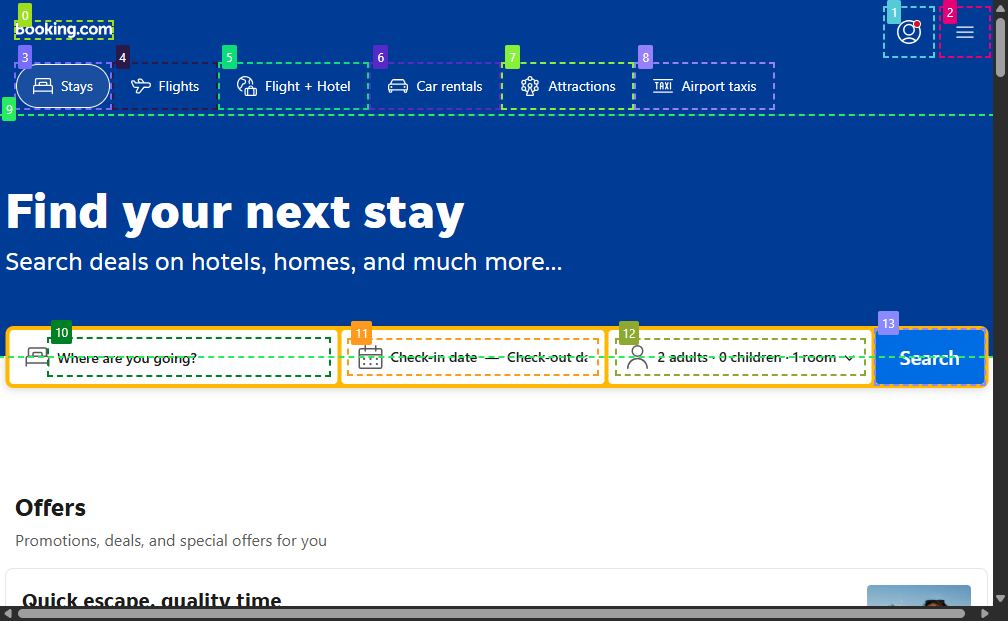 0
Booking.com
1
2
3
Stays
4
Flights
5
Flight + Hotel
6
Car rentals
7
Attractions
8
TAXI
Airport taxis
9
Find your next stay
Search deals on hotels, homes, and much more...
10
Where are you going?
11
Check-in date — Check-out da
12
2 adults · 0 children · 1 room
13
Search
Offers
Promotions, deals, and special offers for you
Quick escape, quality time